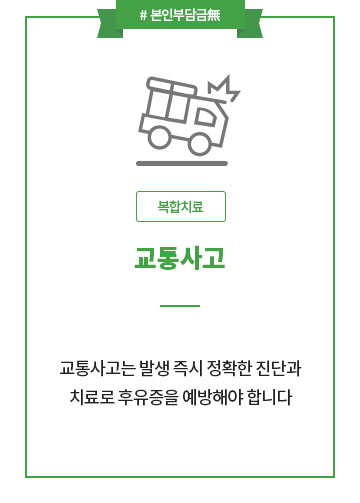 # 본인부담금無
복합치료
교통사고
교통사고는 발생 즉시 정확한 진단과
치료로 후유증을 예방해야 합니다